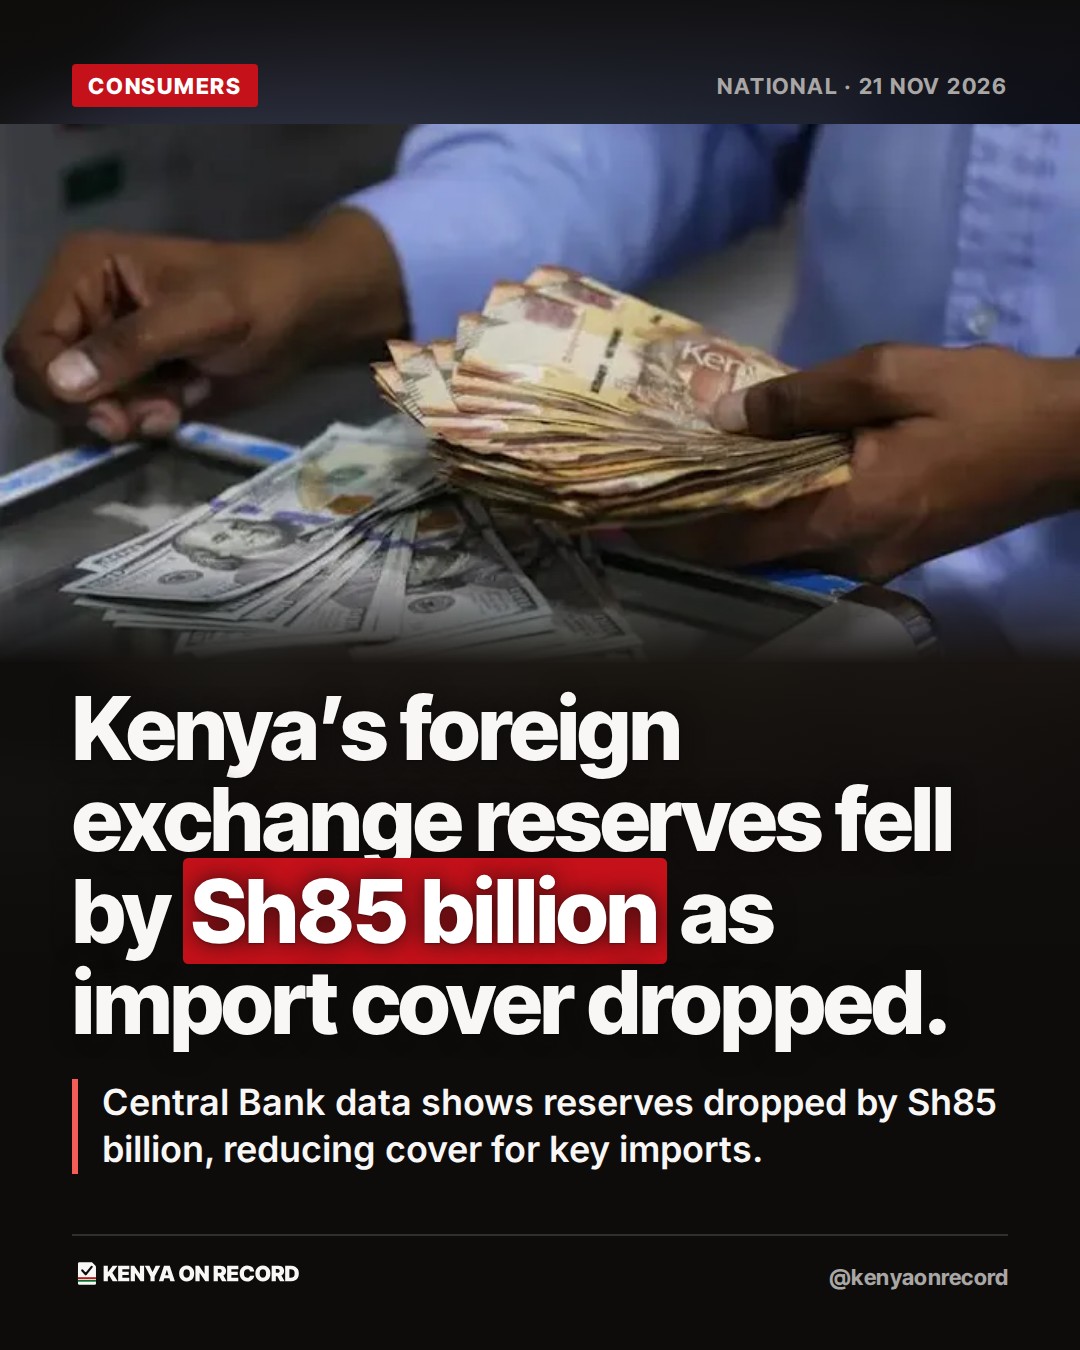 CONSUMERS
NATIONAL · 21 NOV 2026
Kenya’s foreign
exchange reserves fell
by Sh85 billion as
import cover dropped.
Central Bank data shows reserves dropped by Sh85
billion, reducing cover for key imports.
KENYA ON RECORD
@kenyaonrecord